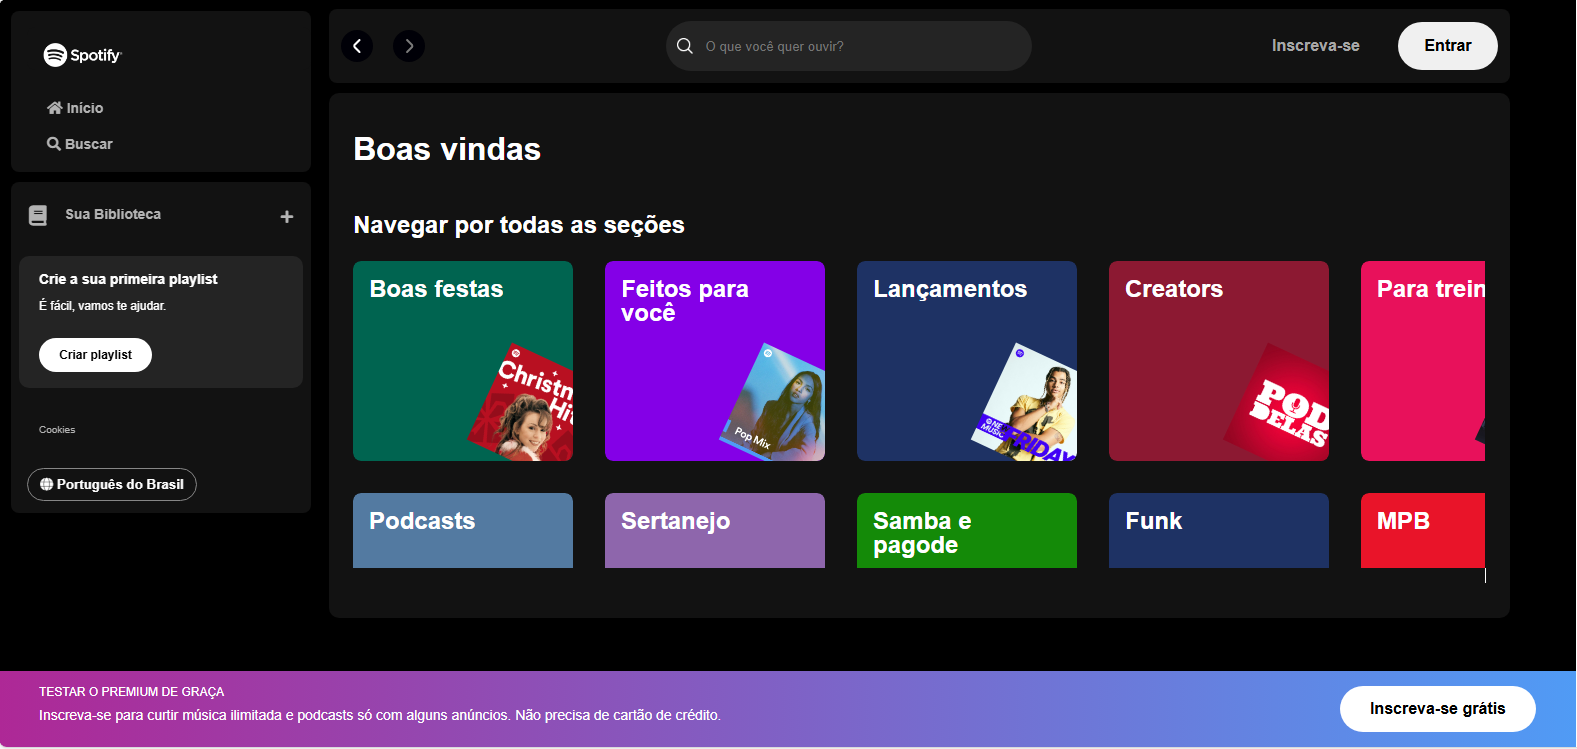 Spotify
Início
Buscar
Sua Biblioteca
Crie a sua primeira playlist
É fácil, vamos te ajudar.
Criar playlist
Cookies
Português do Brasil
O que você quer ouvir?
Inscreva-se
Entrar
Boas vindas
Navegar por todas as seções
Boas festas
Christm
Hi
Feitos para
você
Pop Mix
Lançamentos
NE
MUSIC
FRIDAY
Creators
POD
DELAS
Para trein
Podcasts
Sertanejo
Samba e
pagode
Funk
MPB
TESTAR O PREMIUM DE GRAÇA
Inscreva-se para curtir música ilimitada e podcasts só com alguns anúncios. Não precisa de cartão de crédito.
Inscreva-se grátis